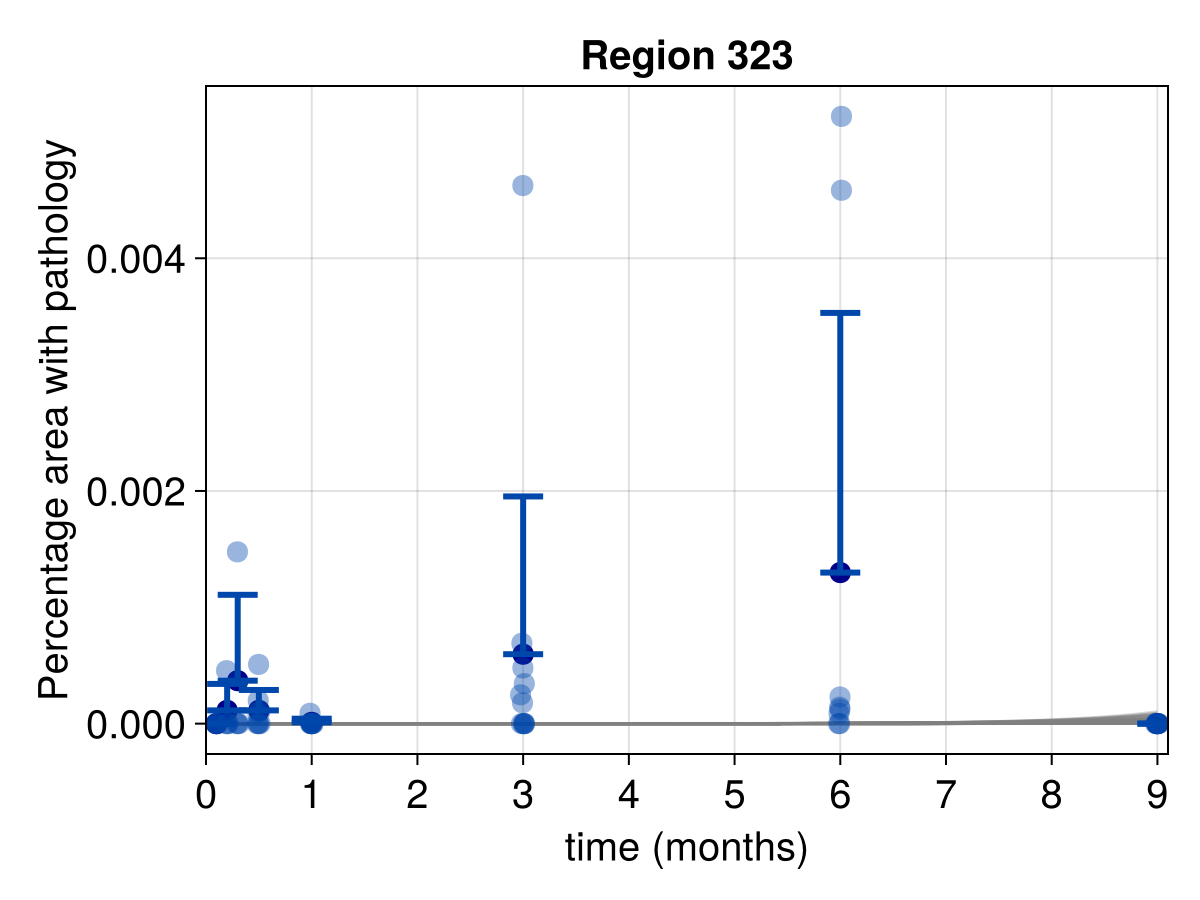 Region 323
Percentage area with pathology
0.004
0.002
0.000
0 1 2 3 4 5 6 7 8 9
time (months)